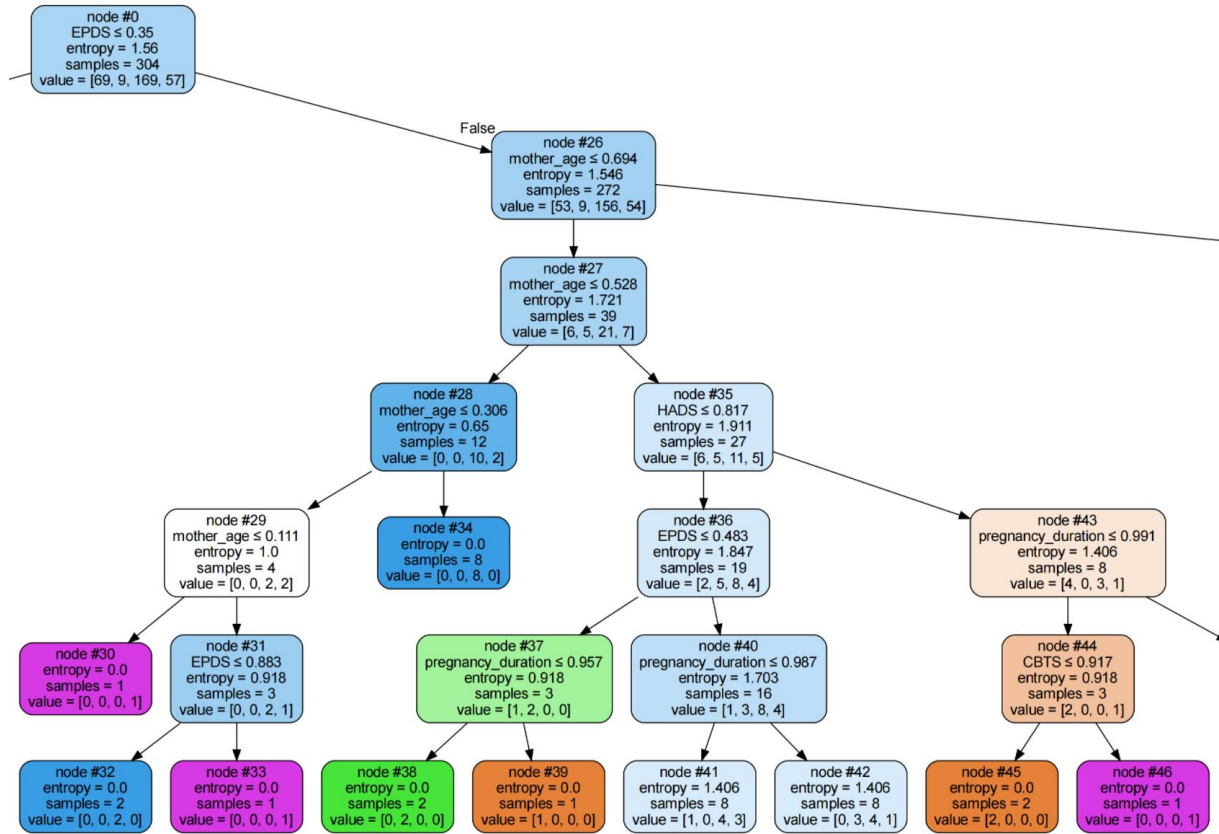 node #0
EPDS ≤ 0.35
entropy = 1.56
samples = 304
value = [69, 9, 169, 57]
False
node #26
mother_age ≤ 0.694
entropy = 1.546
samples = 272
value = [53, 9, 156, 54]
node #27
mother_age ≤ 0.528
entropy = 1.721
samples = 39
value = [6, 5, 21, 7]
node #28
mother_age ≤ 0.306
entropy = 0.65
samples = 12
value = [0, 0, 10, 2]
node #35
HADS ≤ 0.817
entropy = 1.911
samples = 27
value = [6, 5, 11, 5]
node #29
mother_age ≤ 0.111
entropy = 1.0
samples = 4
value = [0, 0, 2, 2]
node #34
entropy = 0.0
samples = 8
value = [0, 0, 8, 0]
node #36
EPDS ≤ 0.483
entropy = 1.847
samples = 19
value = [2, 5, 8, 4]
node #43
pregnancy_duration ≤ 0.991
entropy = 1.406
samples = 8
value = [4, 0, 3, 1]
node #30
entropy = 0.0
samples = 1
value = [0, 0, 0, 1]
node #31
EPDS ≤ 0.883
entropy = 0.918
samples = 3
value = [0, 0, 2, 1]
node #37
pregnancy_duration ≤ 0.957
entropy = 0.918
samples = 3
value = [1, 2, 0, 0]
node #40
pregnancy_duration ≤ 0.987
entropy = 1.703
samples = 16
value = [1, 3, 8, 4]
node #44
CBTS ≤ 0.917
entropy = 0.918
samples = 3
value = [2, 0, 0, 1]
node #32
entropy = 0.0
samples = 2
value = [0, 0, 2, 0]
node #33
entropy = 0.0
samples = 1
value = [0, 0, 0, 1]
node #38
entropy = 0.0
samples = 2
value = [0, 2, 0, 0]
node #39
entropy = 0.0
samples = 1
value = [1, 0, 0, 0]
node #41
entropy = 1.406
samples = 8
value = [1, 0, 4, 3]
node #42
entropy = 1.406
samples = 8
value = [0, 3, 4, 1]
node #45
entropy = 0.0
samples = 2
value = [2, 0, 0, 0]
node #46
entropy = 0.0
samples = 1
value = [0, 0, 0, 1]